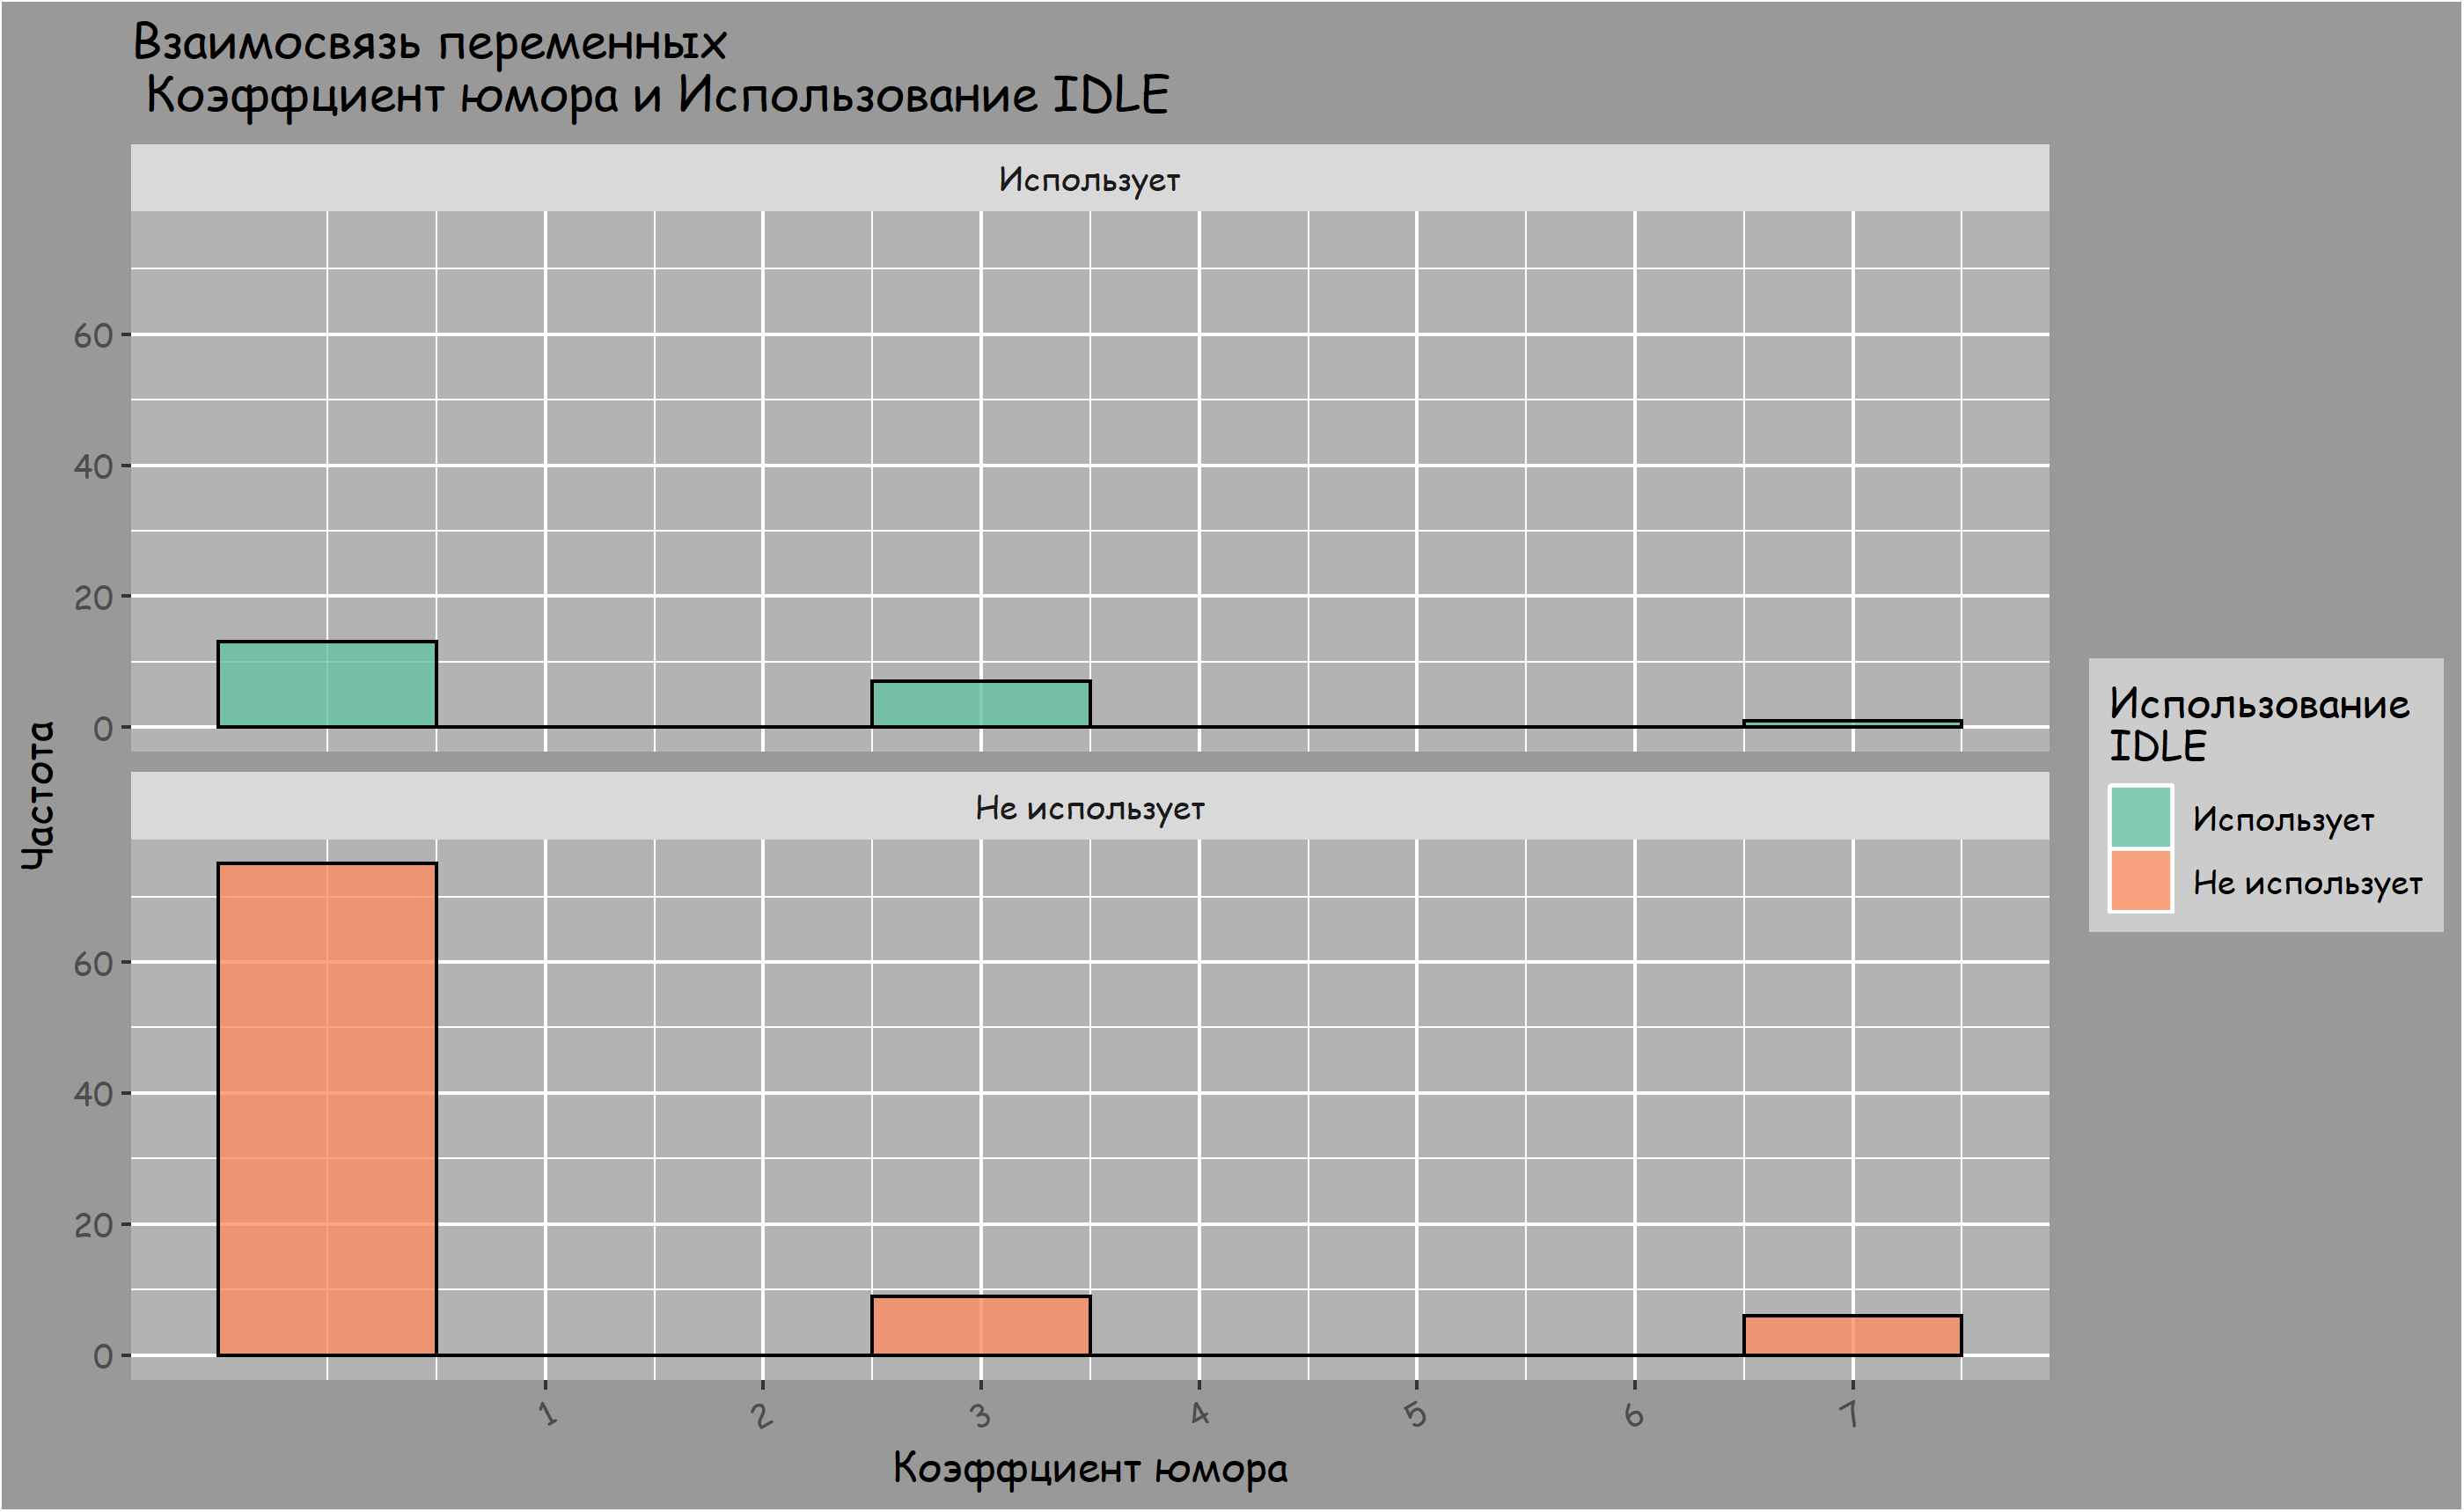 Взаимосвязь переменных
Коэффциент юмора и Использование IDLE
Использует
60
40
20
0
Не использует
60
40
20
0
1 2 3 4 5 6 7
Коэффциент юмора
Частота
Использование
IDLE
Использует
Не использует